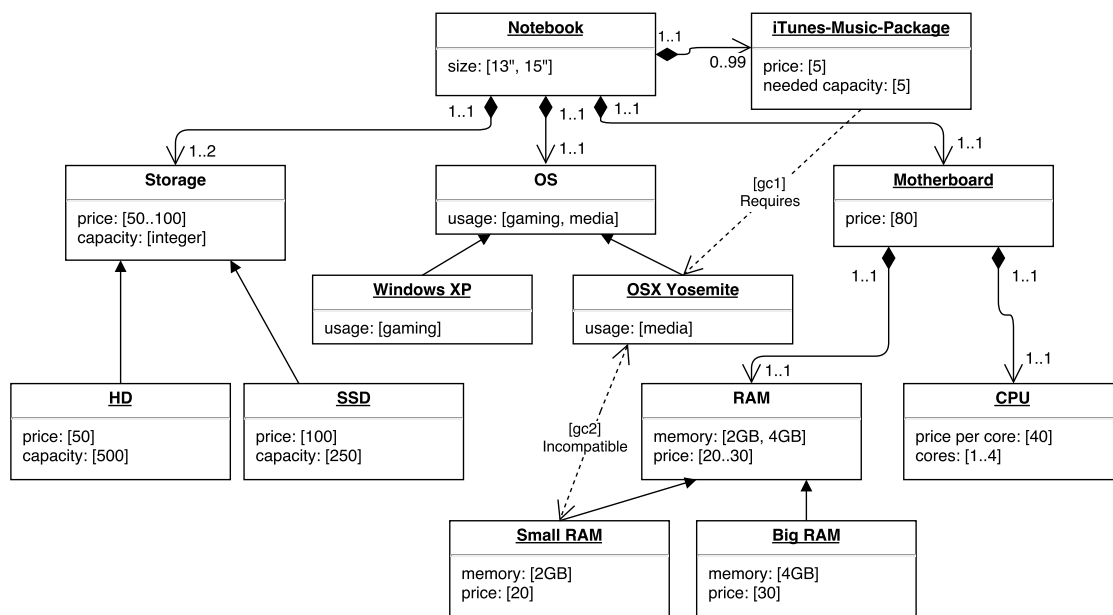 Notebook
size: [13", 15"]
1..1
0..99
iTunes-Music-Package
price: [5]
needed capacity: [5]
1..1
1..1
1..1
1..2
1..1
1..1
Storage
price: [50..100]
capacity: [integer]
OS
usage: [gaming, media]
[gc1]
Requires
Motherboard
price: [80]
Windows XP
usage: [gaming]
OSX Yosemite
usage: [media]
1..1
1..1
1..1
1..1
HD
price: [50]
capacity: [500]
SSD
price: [100]
capacity: [250]
[gc2]
Incompatible
RAM
memory: [2GB, 4GB]
price: [20..30]
CPU
price per core: [40]
cores: [1..4]
Small RAM
memory: [2GB]
price: [20]
Big RAM
memory: [4GB]
price: [30]